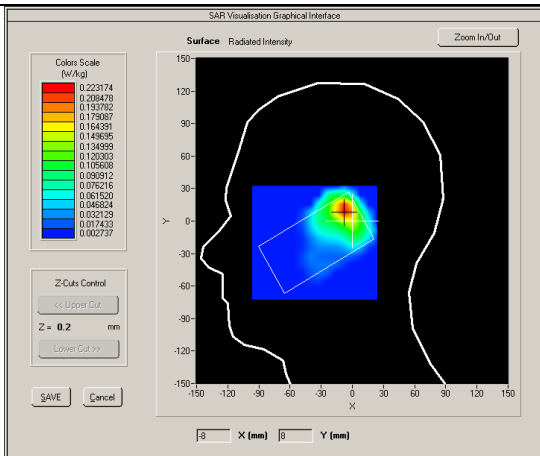 SAR Visualisation Graphical Interface
Surface Radiated Intensity
Zoom In/Out
Colors Scale
(W/kg)
0.223174
0.208478
0.193782
0.179087
0.164391
0.149695
0.134999
0.120303
0.105608
0.090912
0.076216
0.061520
0.046824
0.032129
0.017433
0.002737
Z-Cuts Control
<< Upper Cut
Z = 0.2 mm
Lower Cut >>
SAVE Cancel
150
120
90
60
30
0
-30
-60
-90
-120
-150
Y
-150 -120 -90 -60 -30 0 30 60 90 120 150
X
-8 X (mm) 8 Y (mm)